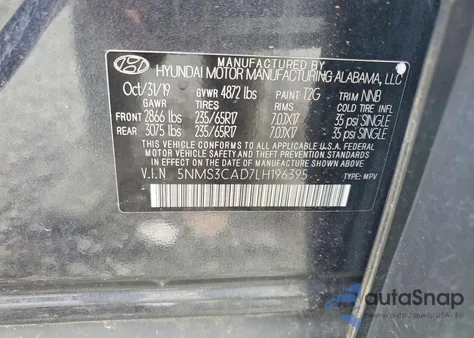 MANUFACTURED BY
HYUNDAI MOTOR MANUFACTURING ALABAMA, LLC
Oct/31/19 GVWR 4872 lbs PAINT T2G TRIM NNB
GAWR TIRES RIMS COLD TIRE INFL
FRONT 2866 lbs 235/65R17 7.0JX17 35 psi SINGLE
REAR 3075 lbs 235/65R17 7.0JX17 35 psi SINGLE
THIS VEHICLE CONFORMS TO ALL APPLICABLE
U.S. FEDERAL MOTOR VEHICLE SAFETY AND THEFT
PREVENTION STANDARDS IN EFFECT ON THE DATE
OF MANUFACTURE SHOWN ABOVE.
V.I.N 5NMS3CAD7LH196395 TYPE: MPV
autoSnap